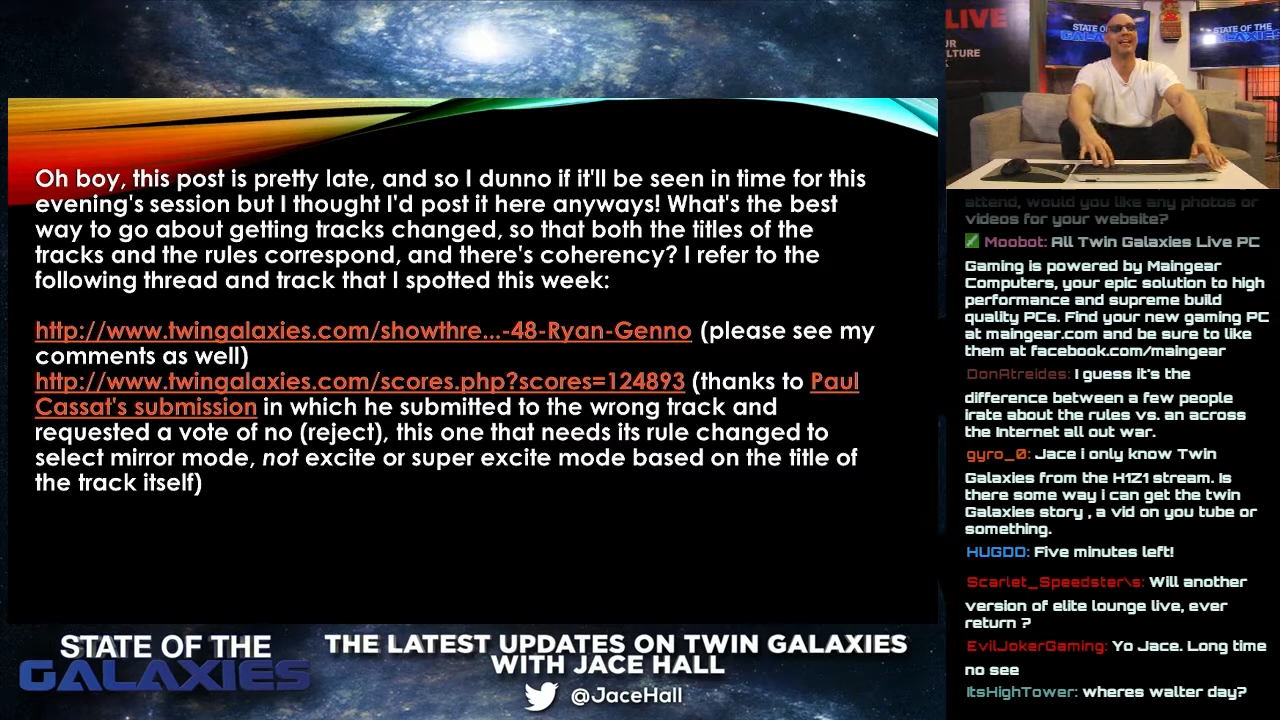 Oh boy, this post is pretty late, and so I dunno if it'll be seen in time for this
evening's session but I thought I'd post it here anyways! What's the best
way to go about getting tracks changed, so that both the titles of the
tracks and the rules correspond, and there's coherency? I refer to the
following thread and track that I spotted this week:
http://www.twingalaxies.com/showthre...-48-Ryan-Genno (please see my
comments as well)
http://www.twingalaxies.com/scores.php?scores=124893 (thanks to Paul
Cassat's submission in which he submitted to the wrong track and
requested a vote of no (reject), this one that needs its rule changed to
select mirror mode, not excite or super excite mode based on the title of
the track itself)
STATE OF THE
GALAXIES
THE LATEST UPDATES ON TWIN GALAXIES
WITH JACE HALL
@JaceHall
LIVE
STATE OF
GALAX
STATE OF THE
GALAXIES
attend, would you like any photos or
videos for your website?
Moobot: All Twin Galaxies Live PC
Gaming is powered by Maingear
Computers, your epic solution to high
performance and supreme build
quality PCs. Find your new gaming PC
at maingear.com and be sure to like
them at facebook.com/maingear
DonAtreides: I guess it's the
difference between a few people
irate about the rules vs. an across
the Internet all out war.
gyro_0: Jace i only know Twin
Galaxies from the H1Z1 stream. Is
there some way i can get the twin
Galaxies story , a vid on you tube or
something.
HUGDD: Five minutes left!
Scarlet_Speedster\s: Will another
version of elite lounge live, ever
return ?
EvilJokerGaming: Yo Jace. Long time
no see
ItsHighTower: wheres walter day?